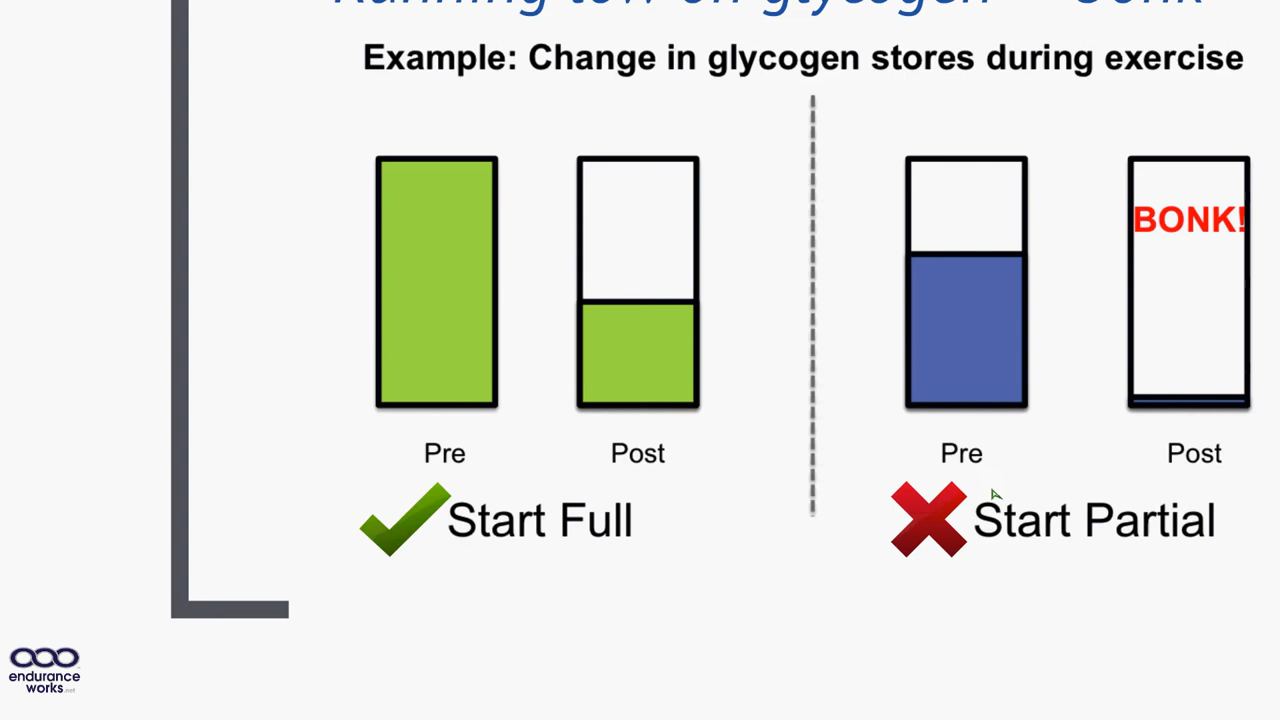 Running low on glycogen = "Bonk"
Example: Change in glycogen stores during exercise
BONK!
Pre
Post
Pre
Post
Start Full
Start Partial
endurance
works.net